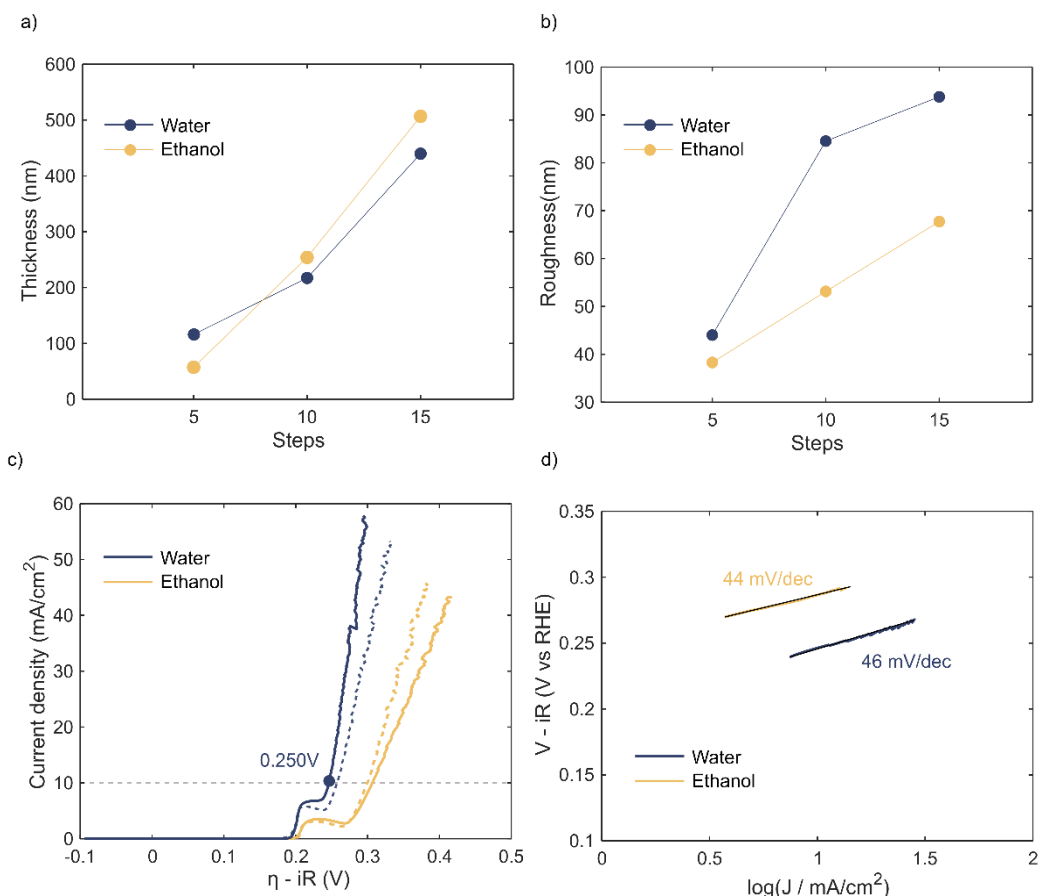 a)
600
500
400
300
200
100
0
Thickness (nm)
Water
Ethanol
5 10 15
Steps
b)
100
90
80
70
60
50
40
30
Roughness(nm)
Water
Ethanol
5 10 15
Steps
c)
60
50
40
30
20
10
0
Current density (mA/cm²)
Water
Ethanol
0.250V
-0.1 0 0.1 0.2 0.3 0.4 0.5
η - iR (V)
d)
0.35
0.3
0.25
0.2
0.15
0.1
V - iR (V vs RHE)
44 mV/dec
46 mV/dec
Water
Ethanol
0 0.5 1 1.5 2
log(J / mA/cm²)